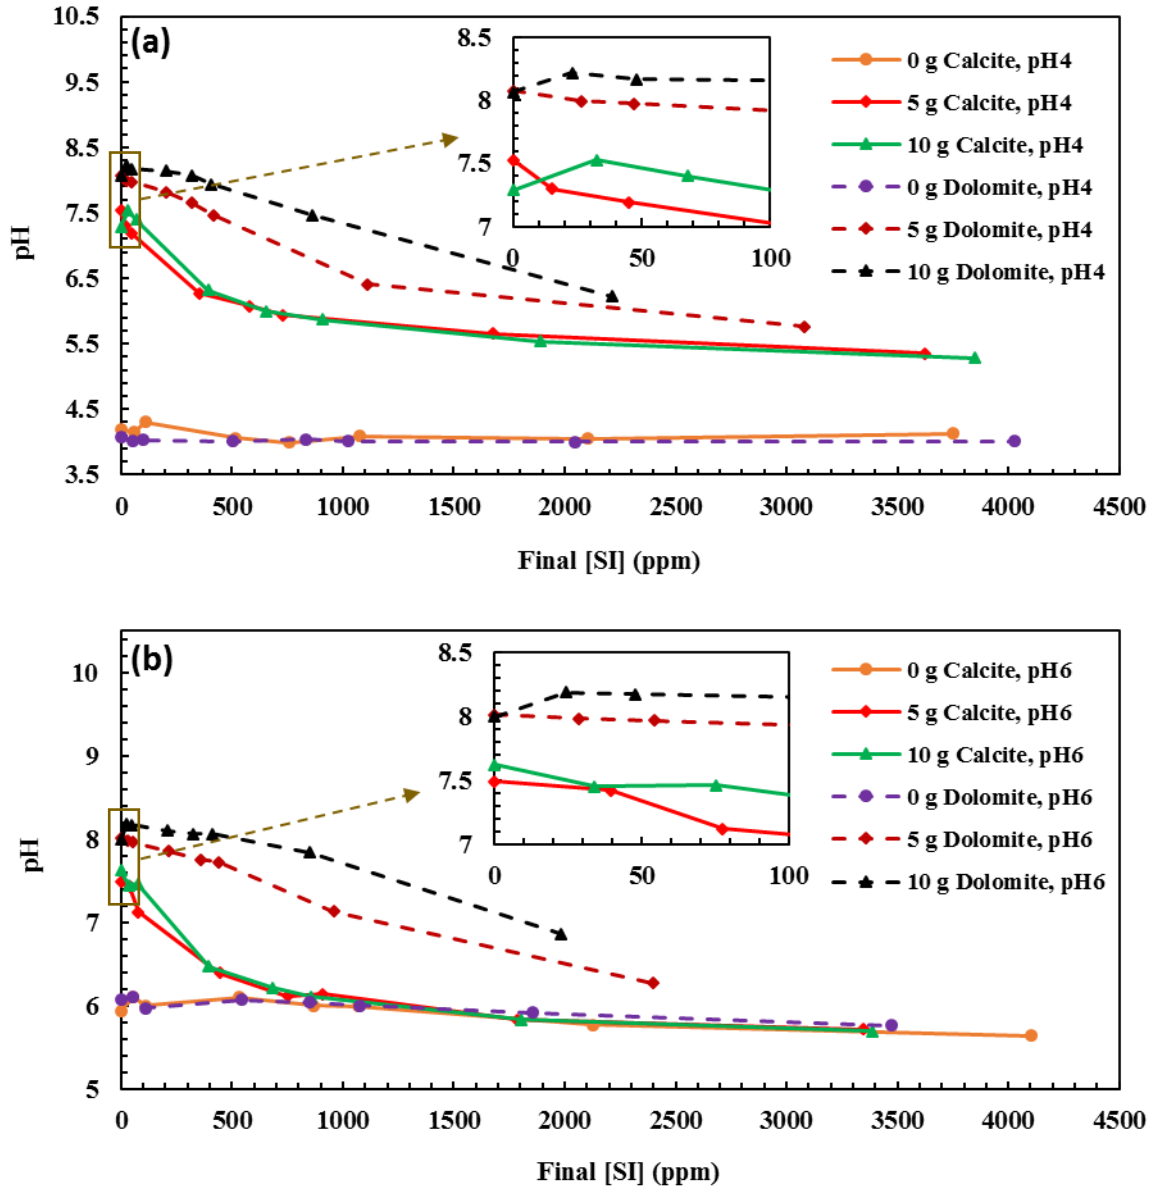 (a)
pH
10.5
9.5
8.5
7.5
6.5
5.5
4.5
3.5
0 500 1000 1500 2000 2500 3000 3500 4000 4500
Final [SI] (ppm)
8.5
8
7.5
7
0 50 100
0 g Calcite, pH4
5 g Calcite, pH4
10 g Calcite, pH4
0 g Dolomite, pH4
5 g Dolomite, pH4
10 g Dolomite, pH4
(b)
pH
10
9
8
7
6
5
0 500 1000 1500 2000 2500 3000 3500 4000 4500
Final [SI] (ppm)
8.5
8
7.5
7
0 50 100
0 g Calcite, pH6
5 g Calcite, pH6
10 g Calcite, pH6
0 g Dolomite, pH6
5 g Dolomite, pH6
10 g Dolomite, pH6